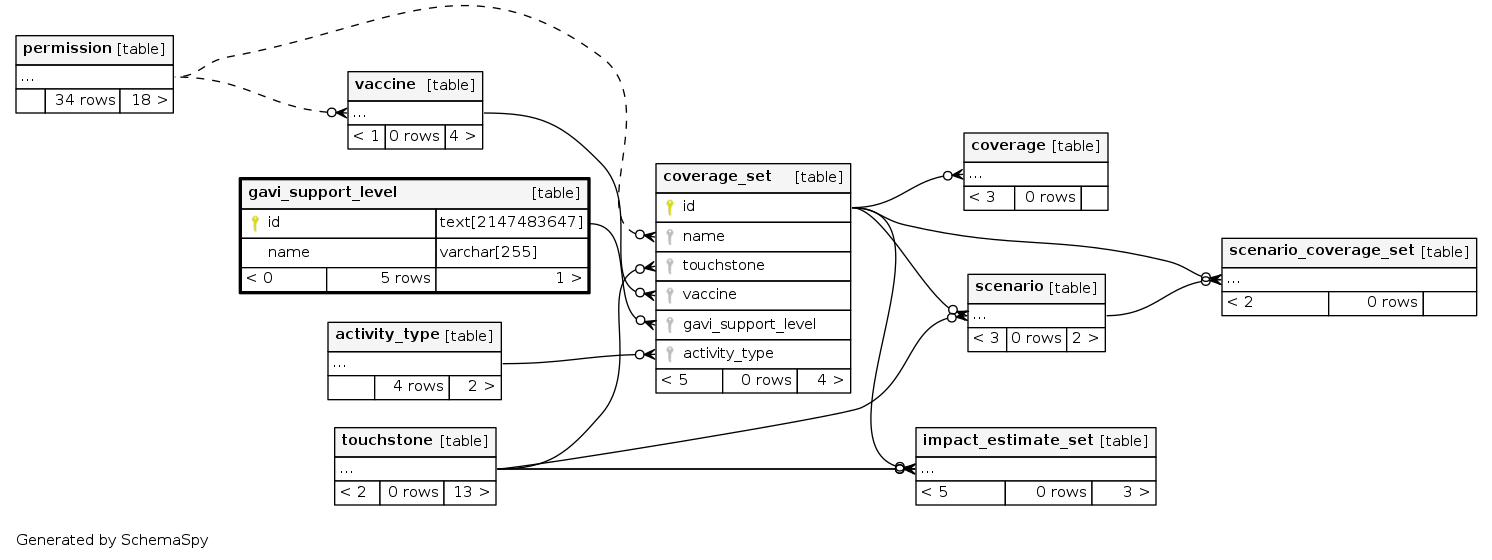 permission [table]
...
34 rows 18 >
vaccine [table]
...
< 1 0 rows 4 >
gavi_support_level [table]
id text[2147483647]
name varchar[255]
< 0 5 rows 1 >
activity_type [table]
...
4 rows 2 >
touchstone [table]
...
< 2 0 rows 13 >
coverage_set [table]
id
name
touchstone
vaccine
gavi_support_level
activity_type
< 5 0 rows 4 >
coverage [table]
...
< 3 0 rows
scenario [table]
...
< 3 0 rows 2 >
impact_estimate_set [table]
...
< 5 0 rows 3 >
scenario_coverage_set [table]
...
< 2 0 rows
Generated by SchemaSpy